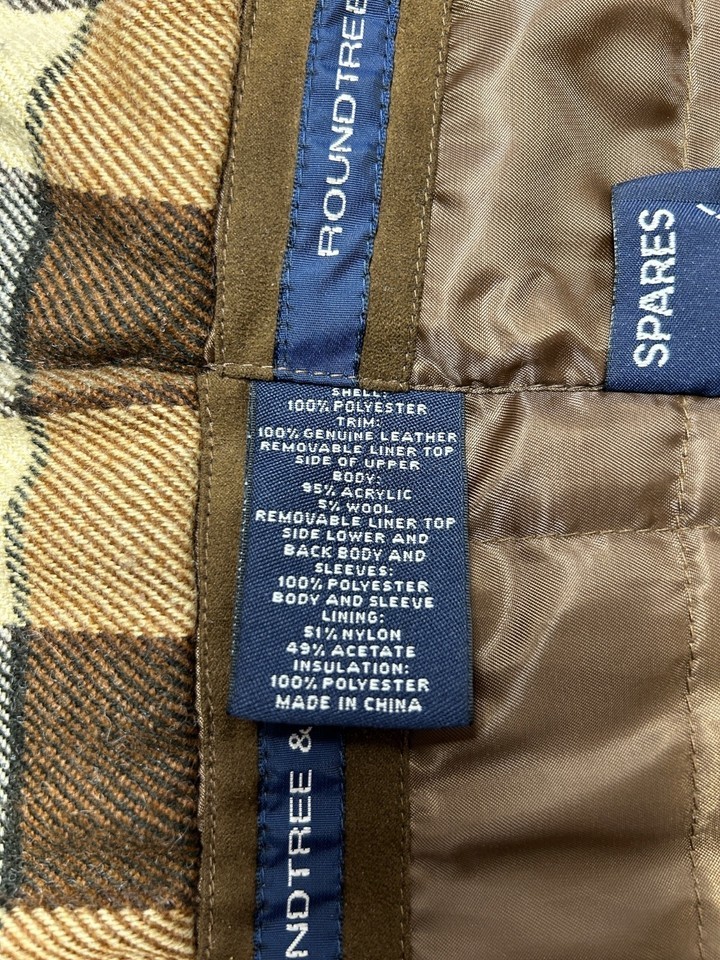 ROUNDTREE
SPARES
SHELL:
100% POLYESTER
TRIM:
100% GENUINE LEATHER
REMOVABLE LINER TOP
SIDE OF UPPER
BODY:
95% ACRYLIC
5% WOOL
REMOVABLE LINER TOP
SIDE LOWER AND
BACK BODY AND
SLEEVES:
100% POLYESTER
BODY AND SLEEVE
LINING:
51% NYLON
49% ACETATE
INSULATION:
100% POLYESTER
MADE IN CHINA
NDTREE &